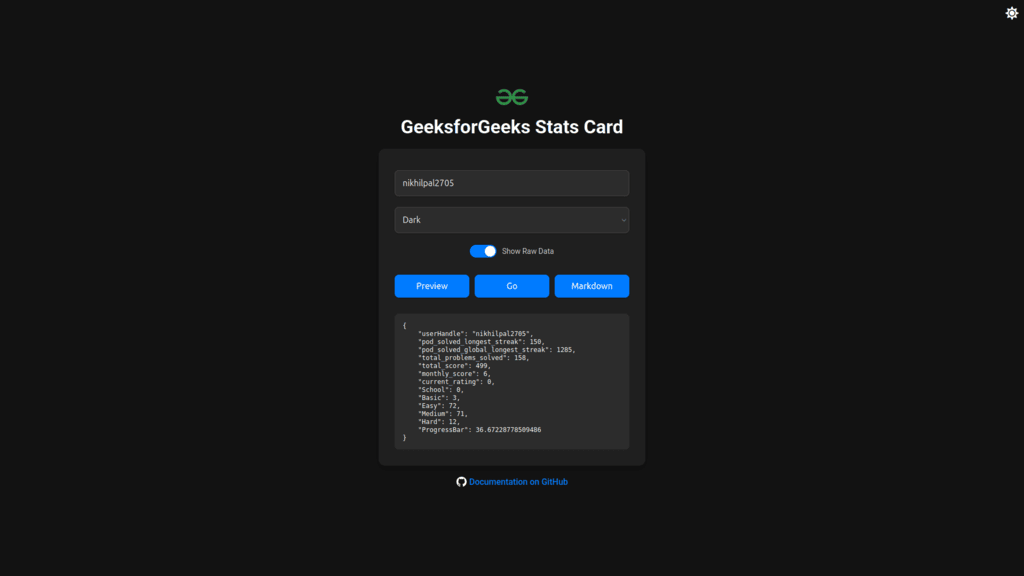 GeeksforGeeks Stats Card
nikhilpal2705
Dark
Show Raw Data
Preview Go Markdown
{
"userHandle": "nikhilpal2705",
"pod_solved_longest_streak": 150,
"pod_solved_global_longest_streak": 1285,
"total_problems_solved": 158,
"total_score": 499,
"monthly_score": 6,
"current_rating": 0,
"School": 0,
"Basic": 3,
"Easy": 72,
"Medium": 71,
"Hard": 12,
"ProgressBar": 36.67228778509486
}
Documentation on GitHub